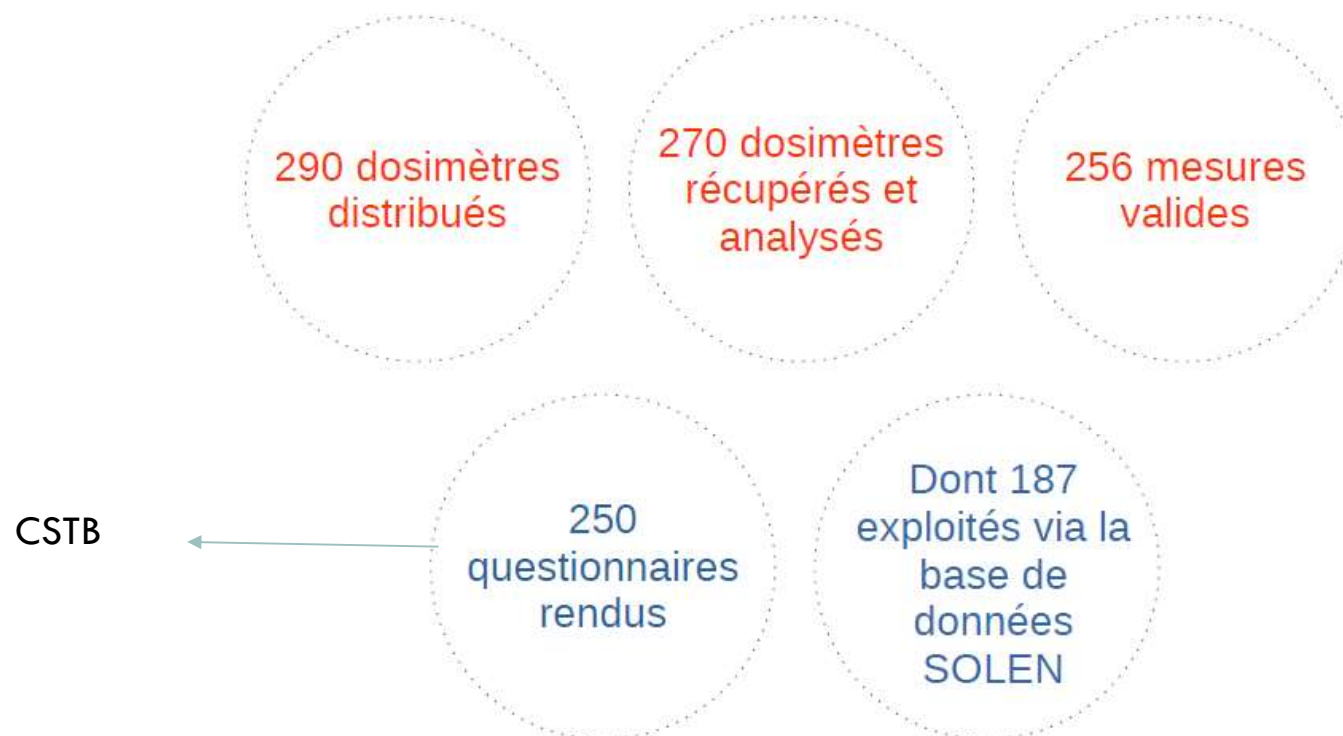 290 dosimètres
distribués
270 dosimètres
récupérés et
analysés
256 mesures
valides
CSTB
250
questionnaires
rendus
Dont 187
exploités via la
base de
données
SOLEN